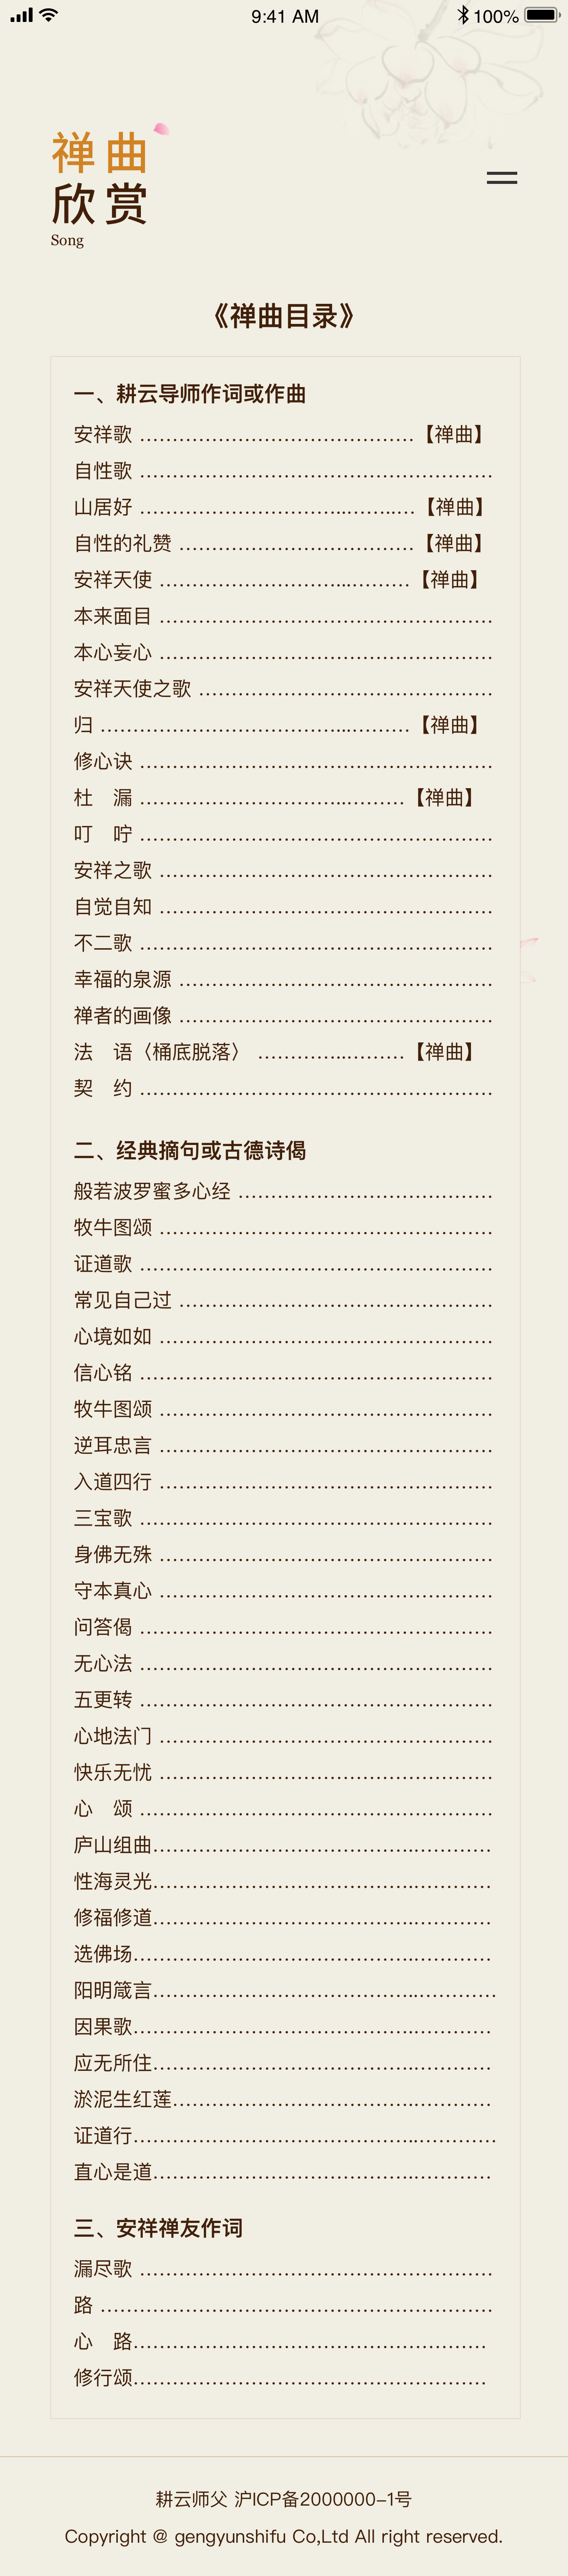 9:41 AM
100%
禅曲
欣赏
Song
《禅曲目录》
一、耕云导师作词或作曲
安祥歌 ……………………………………【禅曲】
自性歌 ………………………………………………
山居好 …………………………..……..…【禅曲】
自性的礼赞 ………………………………【禅曲】
安祥天使 ………………………...………【禅曲】
本来面目 ……………………………………………
本心妄心 ……………………………………………
安祥天使之歌 ………………………………………
归 ………………………………...………【禅曲】
修心诀 ………………………………………………
杜　漏 …………………………...………【禅曲】
叮　咛 ………………………………………………
安祥之歌 ……………………………………………
自觉自知 ……………………………………………
不二歌 ………………………………………………
幸福的泉源 …………………………………………
禅者的画像 …………………………………………
法　语〈桶底脱落〉 …………...………【禅曲】
契　约 ………………………………………………
二、经典摘句或古德诗偈
般若波罗蜜多心经 …………………………………
牧牛图颂 ……………………………………………
证道歌 ………………………………………………
常见自己过 …………………………………………
心境如如 ……………………………………………
信心铭 ………………………………………………
牧牛图颂 ……………………………………………
逆耳忠言 ……………………………………………
入道四行 ……………………………………………
三宝歌 ………………………………………………
身佛无殊 ……………………………………………
守本真心 ……………………………………………
问答偈 ………………………………………………
无心法 ………………………………………………
五更转 ………………………………………………
心地法门 ……………………………………………
快乐无忧 ……………………………………………
心　颂 ………………………………………………
庐山组曲…………………………………..…………
性海灵光…………………………………..…………
修福修道…………………………………..…………
选佛场……………………………………..…………
阳明箴言…………………………………..…………
因果歌……………………………………..…………
应无所住…………………………………..…………
淤泥生红莲………………………………..…………
证道行……………………………………..…………
直心是道…………………………………..…………
三、安祥禅友作词
漏尽歌 ………………………………………………
路 ……………………………………………………
心　路………………………………………………
修行颂………………………………………………
耕云师父 沪ICP备2000000-1号
Copyright @ gengyunshifu Co,Ltd All right reserved.